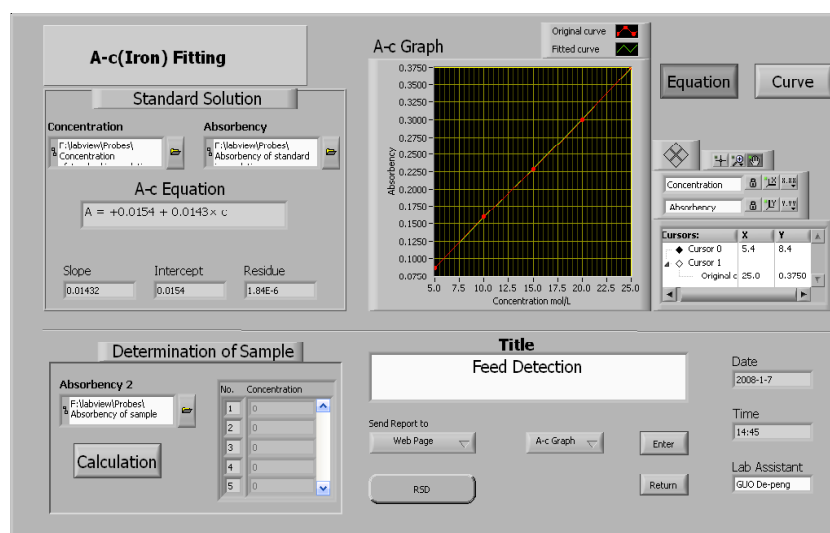 A-c(Iron) Fitting
Standard Solution
Concentration
Absorbency
F:\labview\Probes\
Concentration
F:\labview\Probes\
Absorbency of standard
A-c Equation
A = +0.0154 + 0.0143× c
Slope
Intercept
Residue
0.01432
0.0154
1.84E-6
A-c Graph
Original curve
Fitted curve
0.3750
0.3500
0.3250
0.3000
0.2750
0.2500
0.2250
0.2000
0.1750
0.1500
0.1250
0.1000
0.0750
Absorbency
5.0 7.5 10.0 12.5 15.0 17.5 20.0 22.5 25.0
Concentration mol/L
Equation
Curve
Concentration
X
X.XX
Absorbency
Y
Y.YY
Cursors: X Y
Cursor 0 5.4 8.4
Cursor 1
Original c 25.0 0.3750
Determination of Sample
Absorbency 2
F:\labview\Probes\
Absorbency of sample
Calculation
No. Concentration
1 0
2 0
3 0
4 0
5 0
Title
Feed Detection
Send Report to
Web Page
A-c Graph
Enter
RSD
Return
Date
2008-1-7
Time
14:45
Lab Assistant
GUO De-peng